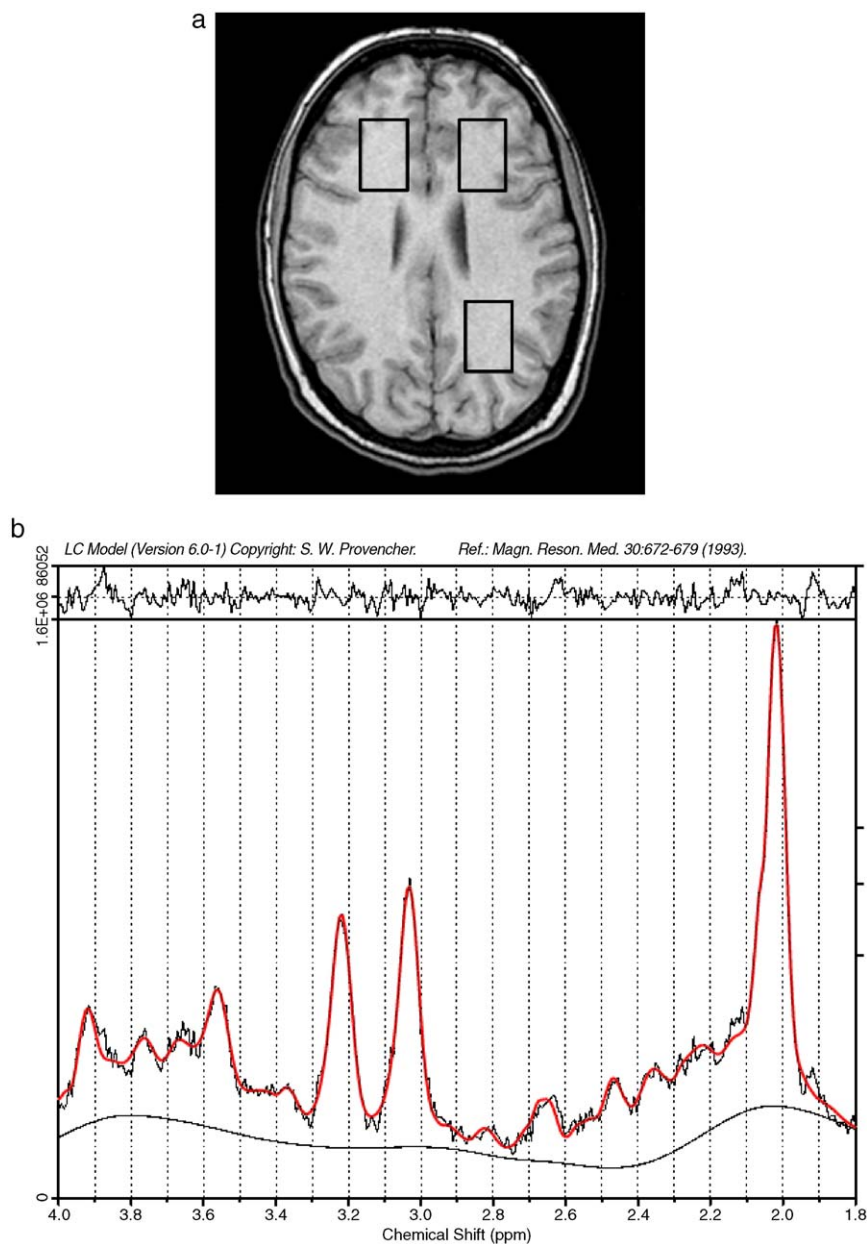 a
b
LC Model (Version 6.0-1) Copyright: S. W. Provencher. Ref.: Magn. Reson. Med. 30:672-679 (1993).
86052
1.6E+06
0
4.0 3.8 3.6 3.4 3.2 3.0 2.8 2.6 2.4 2.2 2.0 1.8
Chemical Shift (ppm)